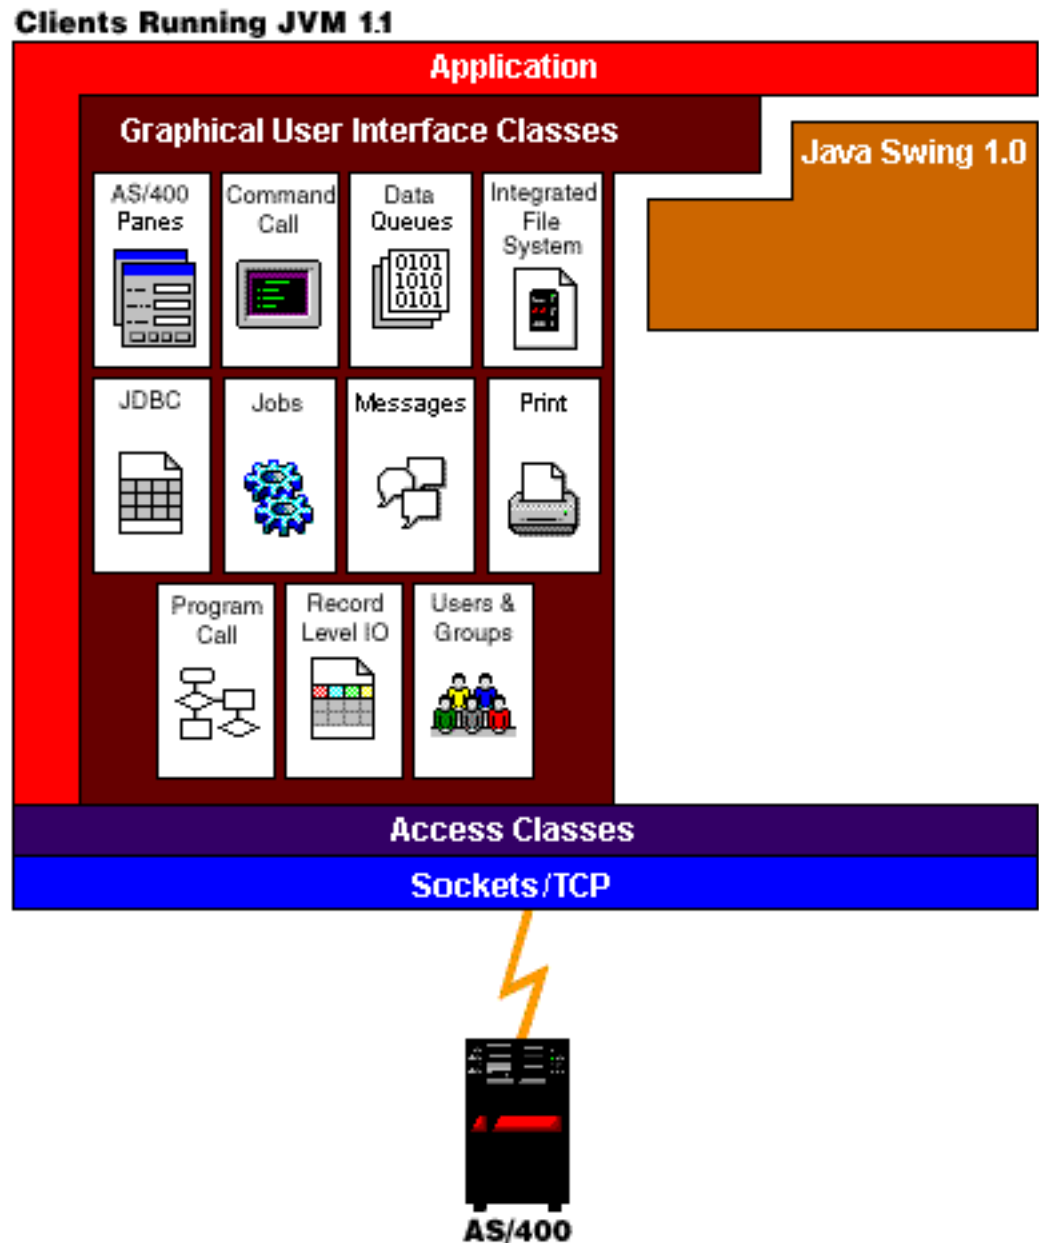 Clients Running JVM 1.1
Application
Graphical User Interface Classes
Java Swing 1.0
AS/400
Panes
Command
Call
Data
Queues
0101
1010
0101
Integrated
File
System
JDBC
Jobs
Messages
Print
Program
Call
Record
Level IO
Users &
Groups
Access Classes
Sockets/TCP
AS/400